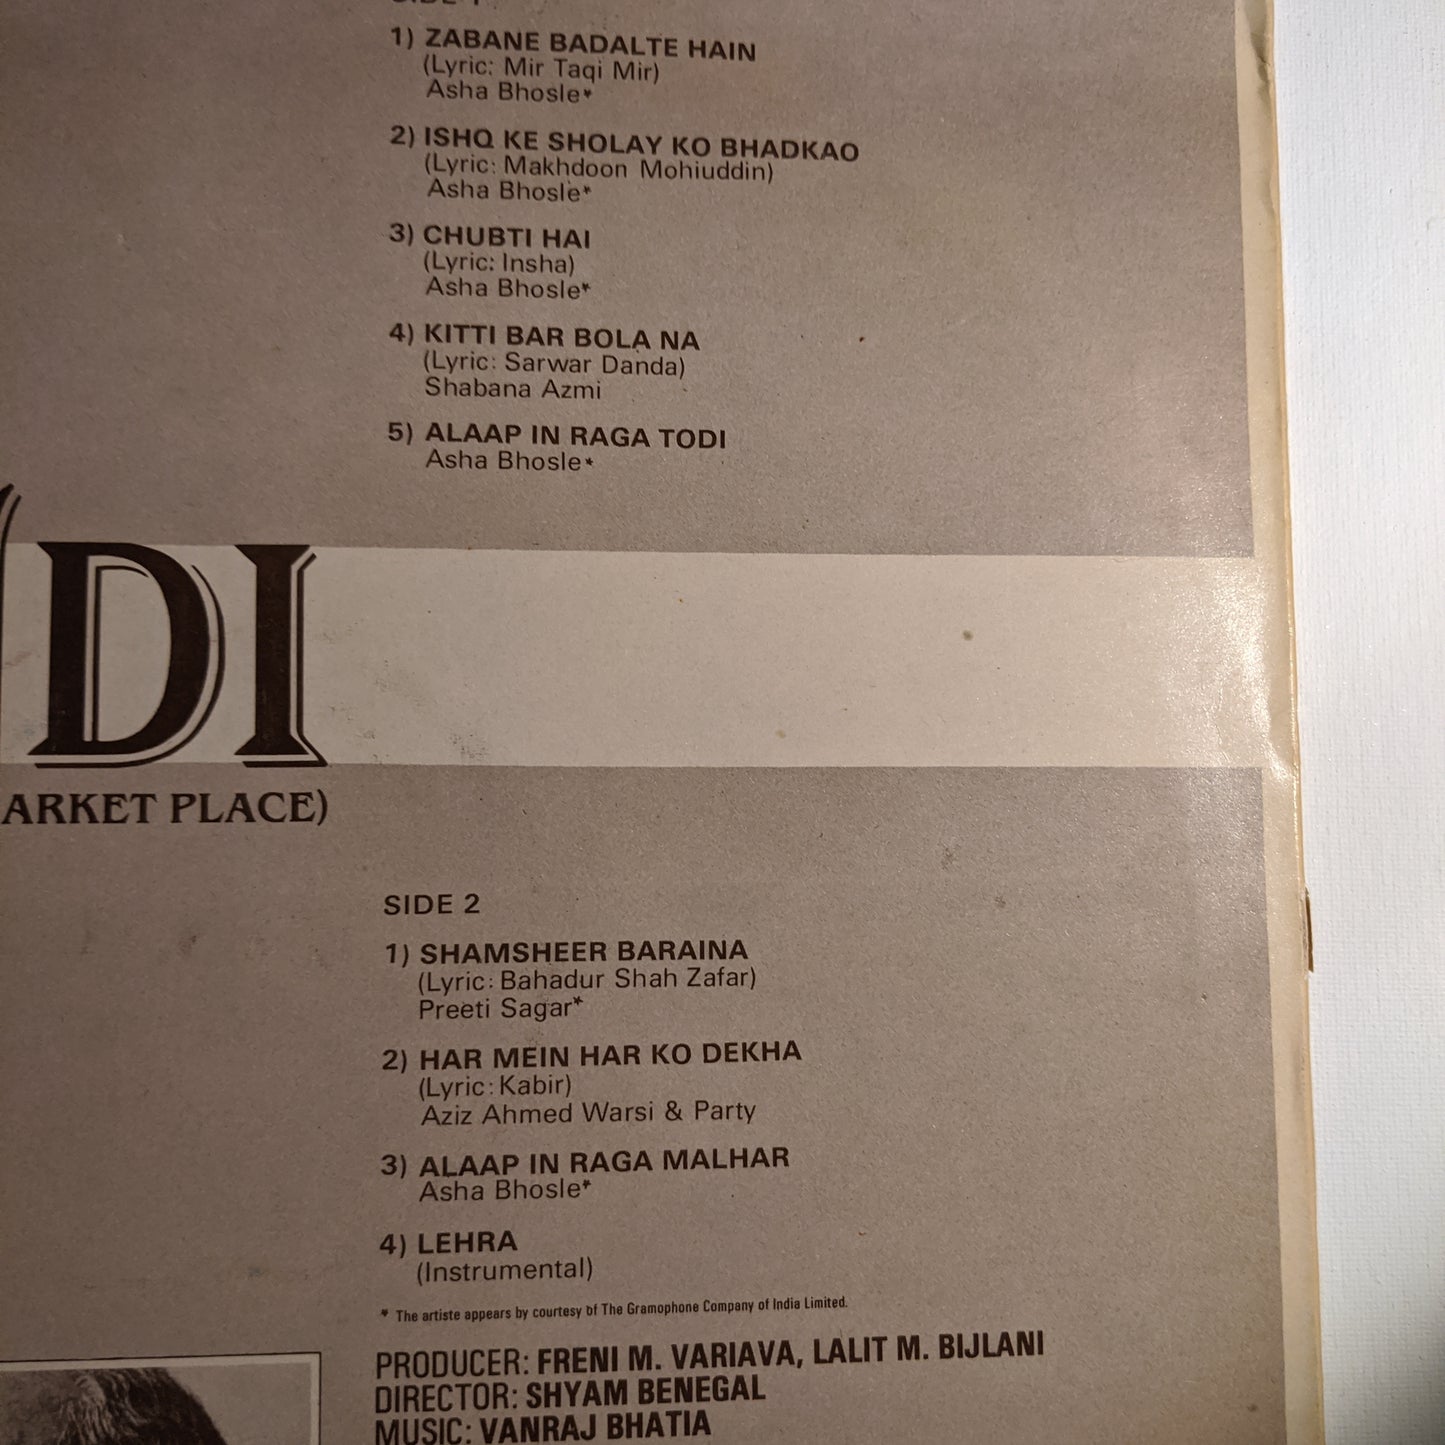 SIDE 1
1) ZABANE BADALTE HAIN
(Lyric: Mir Taqi Mir)
Asha Bhosle*
2) ISHQ KE SHOLAY KO BHADKAO
(Lyric: Makhdoon Mohiuddin)
Asha Bhosle*
3) CHUBTI HAI
(Lyric: Insha)
Asha Bhosle*
4) KITTI BAR BOLA NA
(Lyric: Sarwar Danda)
Shabana Azmi
5) ALAAP IN RAGA TODI
Asha Bhosle*
DI
ARKET PLACE)
SIDE 2
1) SHAMSHEER BARAINA
(Lyric: Bahadur Shah Zafar)
Preeti Sagar*
2) HAR MEIN HAR KO DEKHA
(Lyric: Kabir)
Aziz Ahmed Warsi & Party
3) ALAAP IN RAGA MALHAR
Asha Bhosle*
4) LEHRA
(Instrumental)
* The artiste appears by courtesy of The Gramophone Company of India Limited.
PRODUCER: FRENI M. VARIAVA, LALIT M. BIJLANI
DIRECTOR: SHYAM BENEGAL
MUSIC: VANRAJ BHATIA